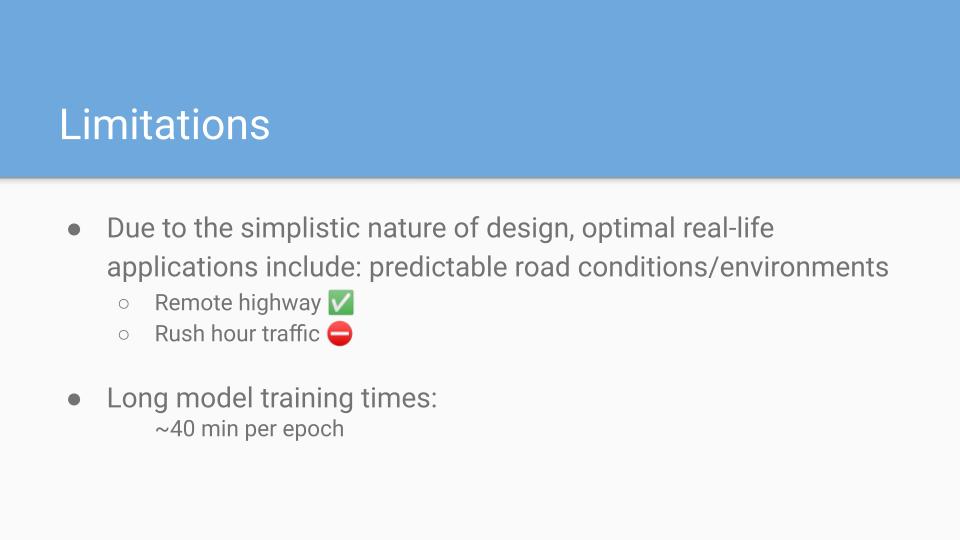 Limitations
● Due to the simplistic nature of design, optimal real-life
applications include: predictable road conditions/environments
○ Remote highway ✅
○ Rush hour traffic ⛔
● Long model training times:
~40 min per epoch